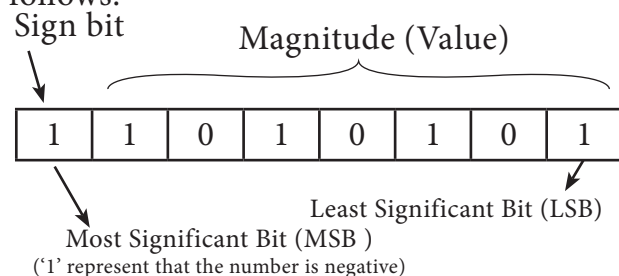 follows:
Sign bit
Magnitude (Value)
1 1 0 1 0 1 0 1
Least Significant Bit (LSB)
Most Significant Bit (MSB )
(‘1’ represent that the number is negative)